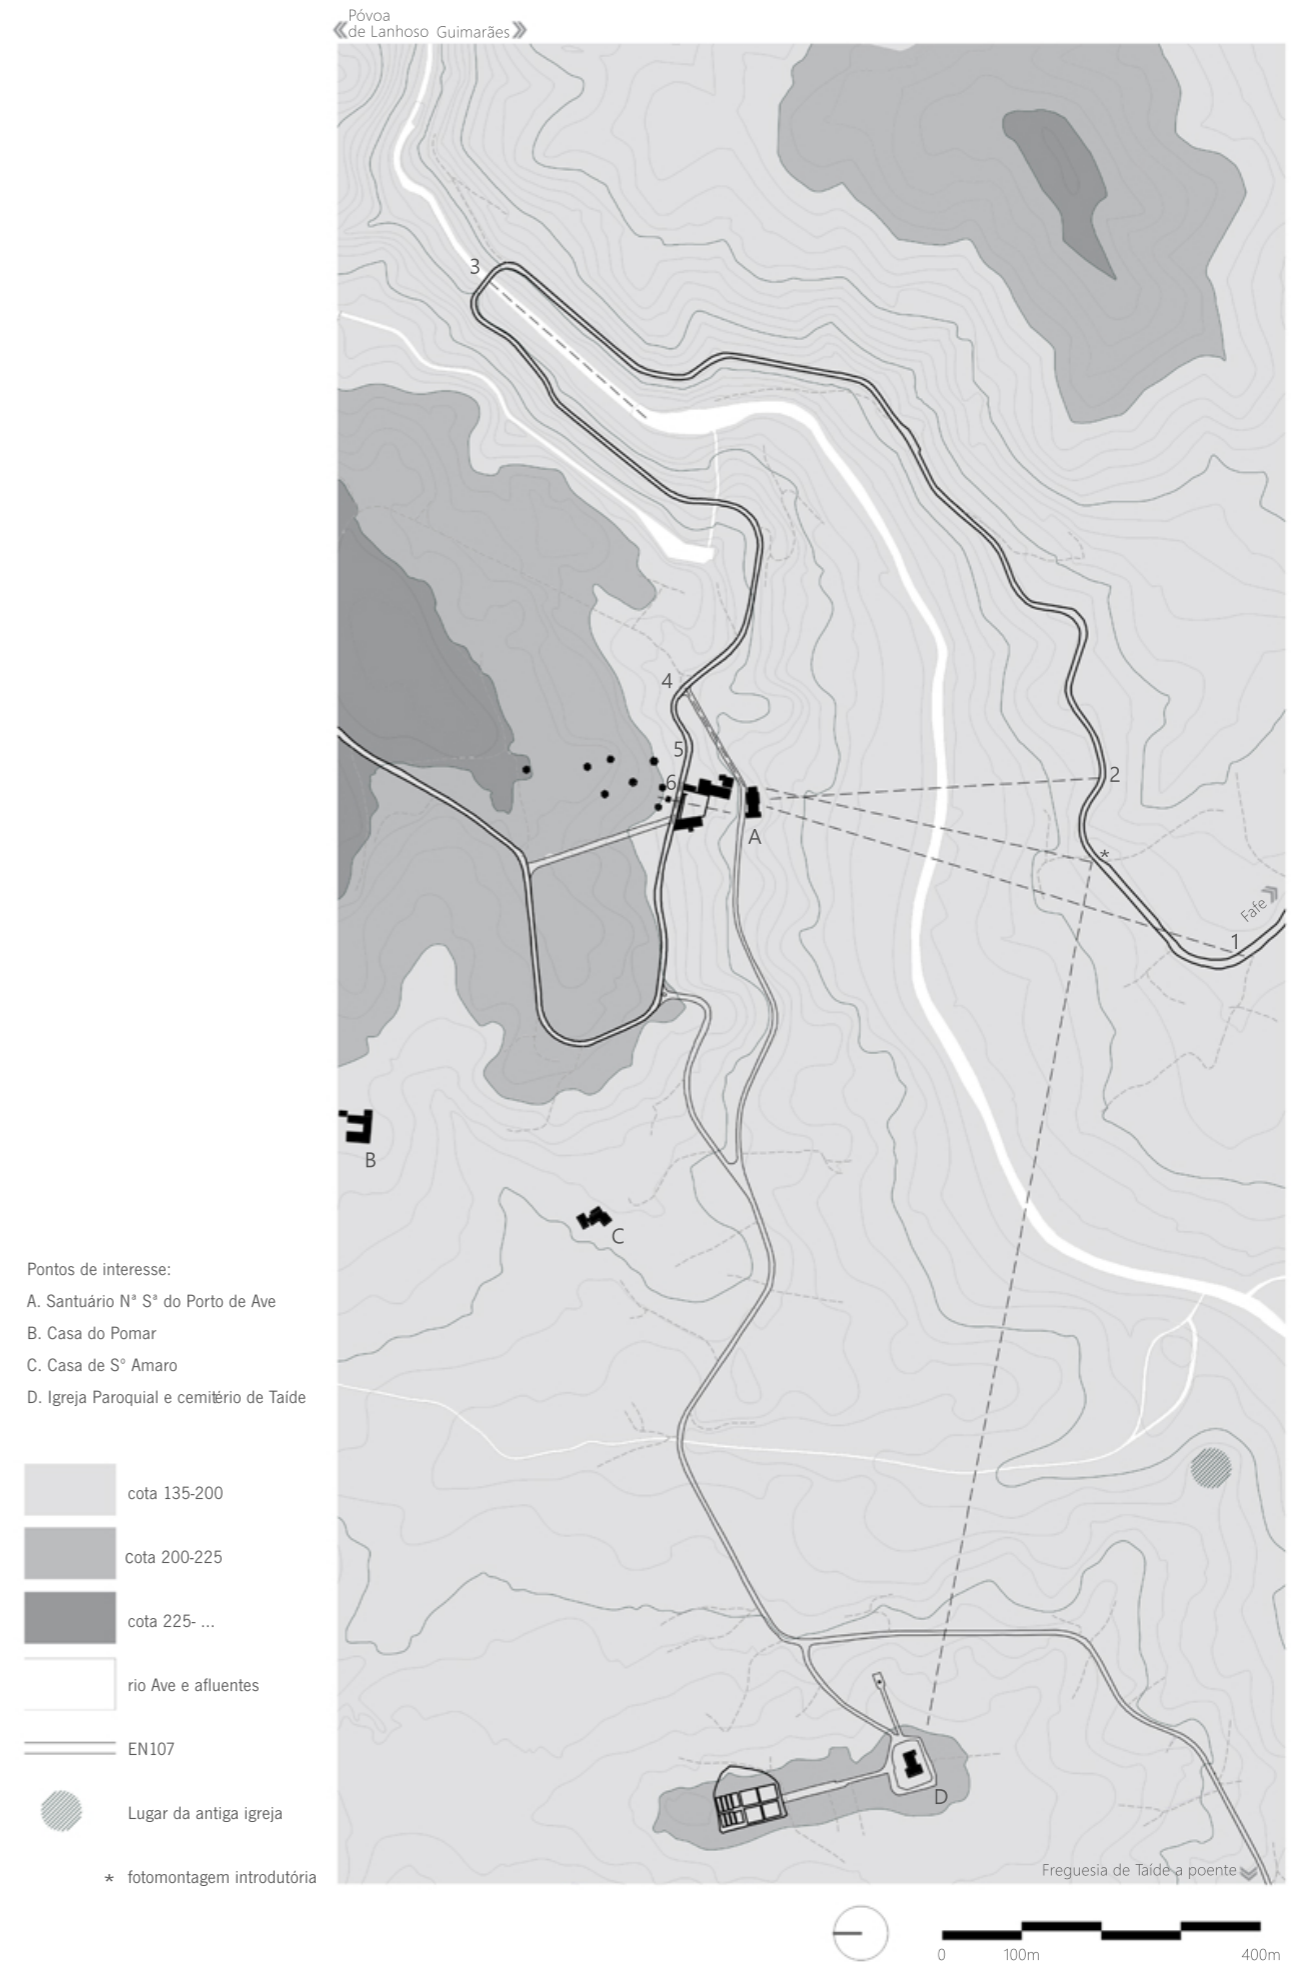 Póvoa
de Lanhoso Guimarães
3
4
5
6
A
2
*
Fafe
1
B
C
Pontos de interesse:
A. Santuário Nª Sª do Porto de Ave
B. Casa do Pomar
C. Casa de Sº Amaro
D. Igreja Paroquial e cemitério de Taíde
cota 135-200
cota 200-225
cota 225- ...
rio Ave e afluentes
EN107
Lugar da antiga igreja
* fotomontagem introdutória
D
Freguesia de Taíde a poente
0 100m 400m